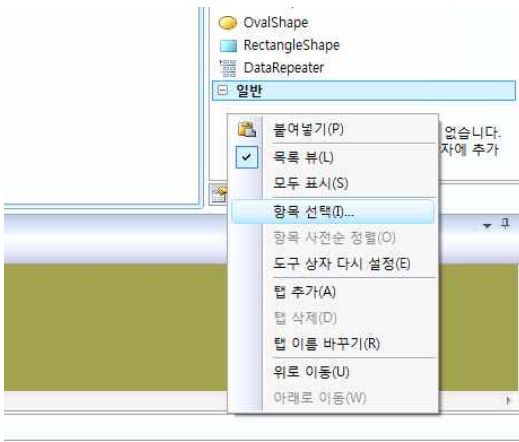 OvalShape
RectangleShape
DataRepeater
일반
없습니다.
자에 추가
붙여넣기(P)
목록 뷰(L)
모두 표시(S)
항목 선택(I)...
항목 사전순 정렬(O)
도구 상자 다시 설정(E)
탭 추가(A)
탭 삭제(D)
탭 이름 바꾸기(R)
위로 이동(U)
아래로 이동(W)